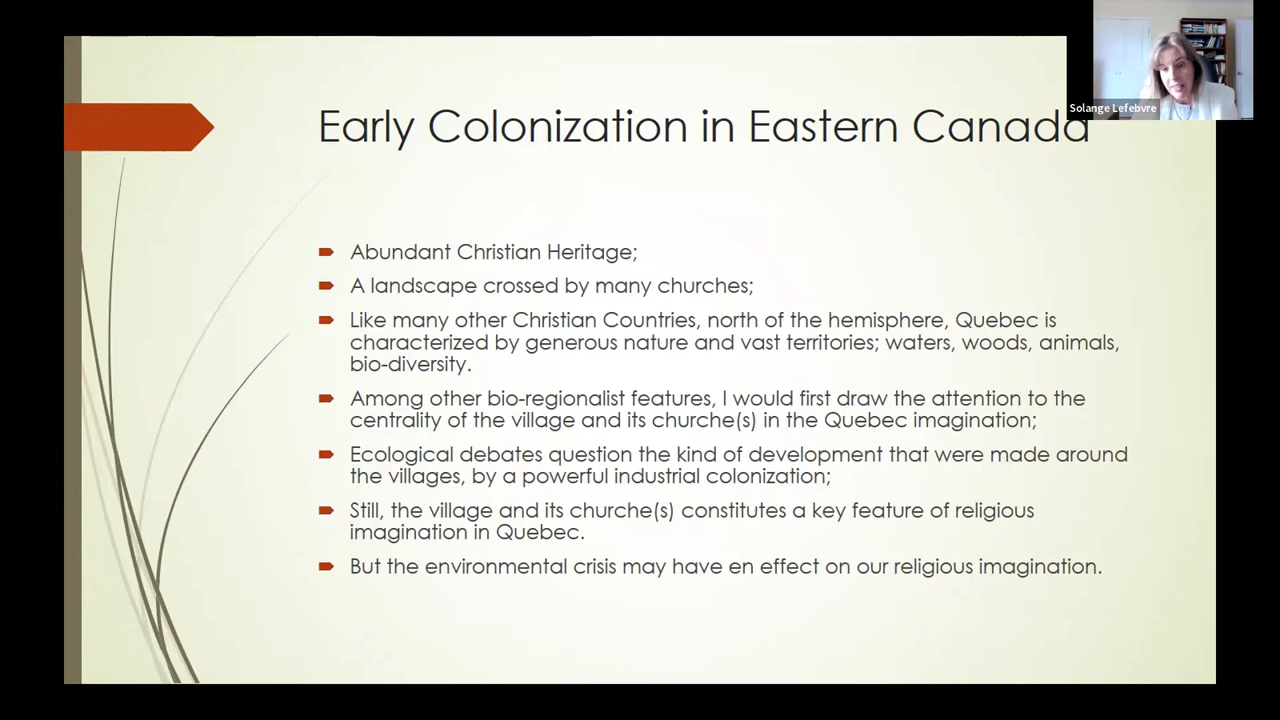 Solange Lefebvre
Early Colonization in Eastern Canada
Abundant Christian Heritage;
A landscape crossed by many churches;
Like many other Christian Countries, north of the hemisphere, Quebec is
characterized by generous nature and vast territories; waters, woods, animals,
bio-diversity.
Among other bio-regionalist features, I would first draw the attention to the
centrality of the village and its churche(s) in the Quebec imagination;
Ecological debates question the kind of development that were made around
the villages, by a powerful industrial colonization;
Still, the village and its churche(s) constitutes a key feature of religious
imagination in Quebec.
But the environmental crisis may have en effect on our religious imagination.